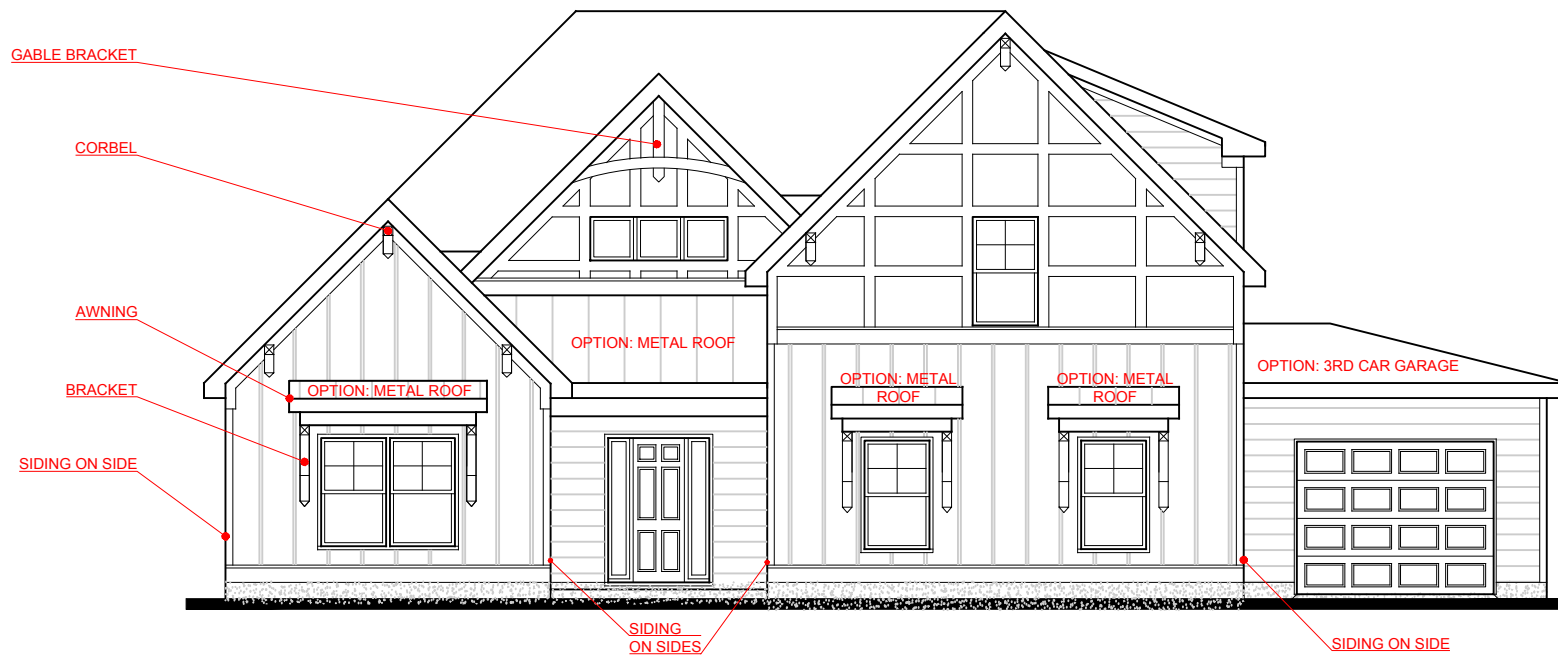 GABLE BRACKET
CORBEL
AWNING
BRACKET
SIDING ON SIDE
OPTION: METAL ROOF
OPTION: METAL ROOF
OPTION: METAL
ROOF
OPTION: METAL
ROOF
OPTION: 3RD CAR GARAGE
SIDING
ON SIDES
SIDING ON SIDE